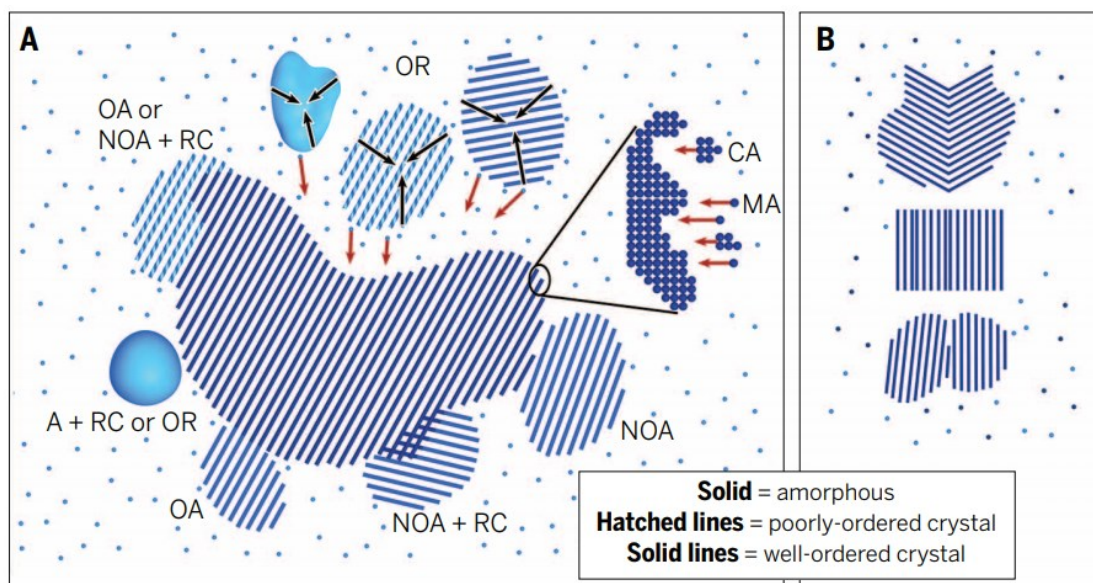 A
OR
OA or
NOA + RC
CA
MA
A + RC or OR
OA
NOA + RC
NOA
B
Solid = amorphous
Hatched lines = poorly-ordered crystal
Solid lines = well-ordered crystal